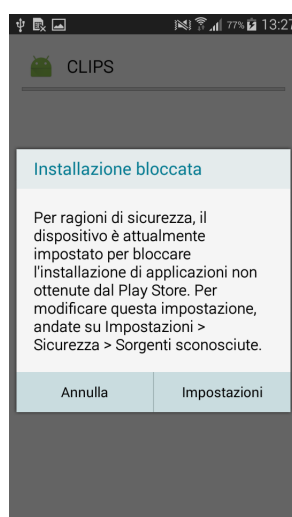 77% 13:27
CLIPS
Installazione bloccata
Per ragioni di sicurezza, il
dispositivo è attualmente
impostato per bloccare
l'installazione di applicazioni non
ottenute dal Play Store. Per
modificare questa impostazione,
andate su Impostazioni >
Sicurezza > Sorgenti sconosciute.
Annulla Impostazioni